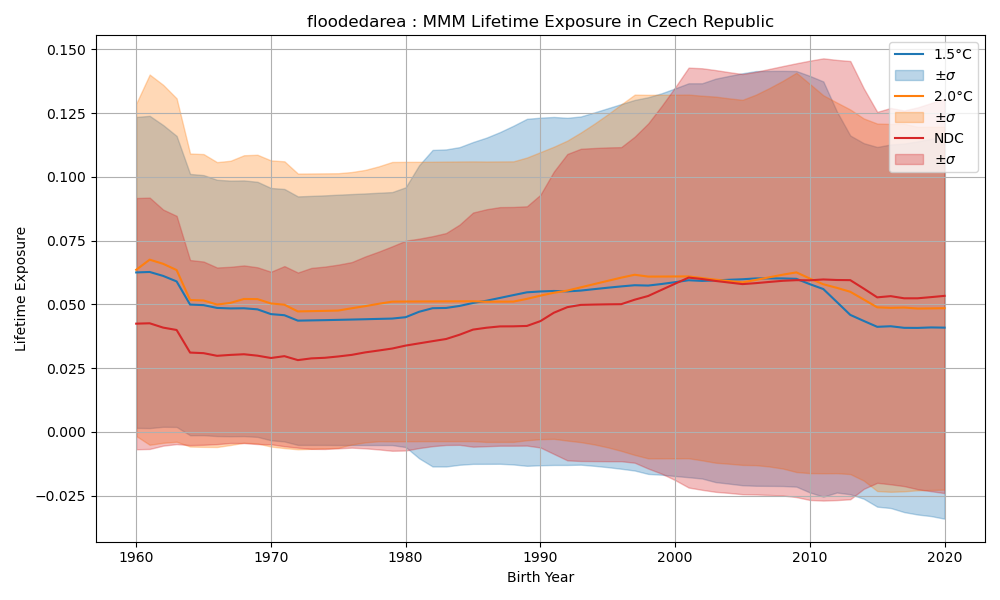 floodedarea : MMM Lifetime Exposure in Czech Republic
0.150
0.125
0.100
0.075
0.050
0.025
0.000
−0.025
Lifetime Exposure
1960 1970 1980 1990 2000 2010 2020
Birth Year
1.5°C
±σ
2.0°C
±σ
NDC
±σ